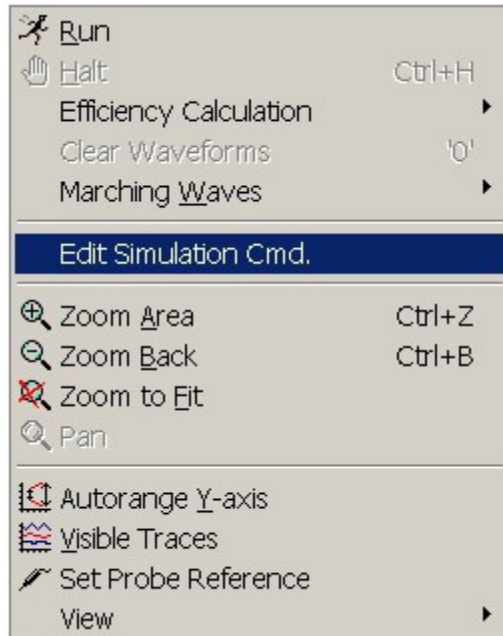 Run
Halt Ctrl+H
Efficiency Calculation
Clear Waveforms '0'
Marching Waves
Edit Simulation Cmd.
Zoom Area Ctrl+Z
Zoom Back Ctrl+B
Zoom to Fit
Pan
Autorange Y-axis
Visible Traces
Set Probe Reference
View